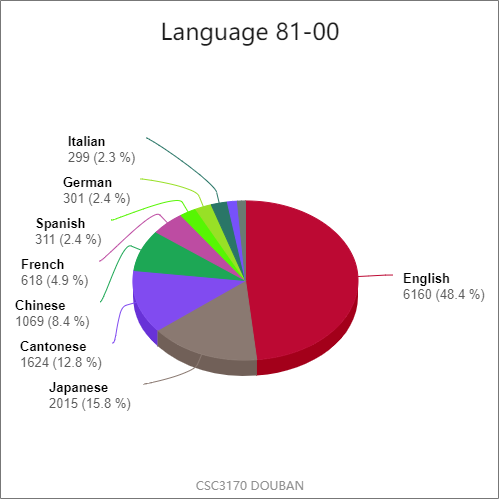 Language 81-00
Italian
299 (2.3 %)
German
301 (2.4 %)
Spanish
311 (2.4 %)
French
618 (4.9 %)
English
6160 (48.4 %)
Chinese
1069 (8.4 %)
Cantonese
1624 (12.8 %)
Japanese
2015 (15.8 %)
CSC3170 DOUBAN